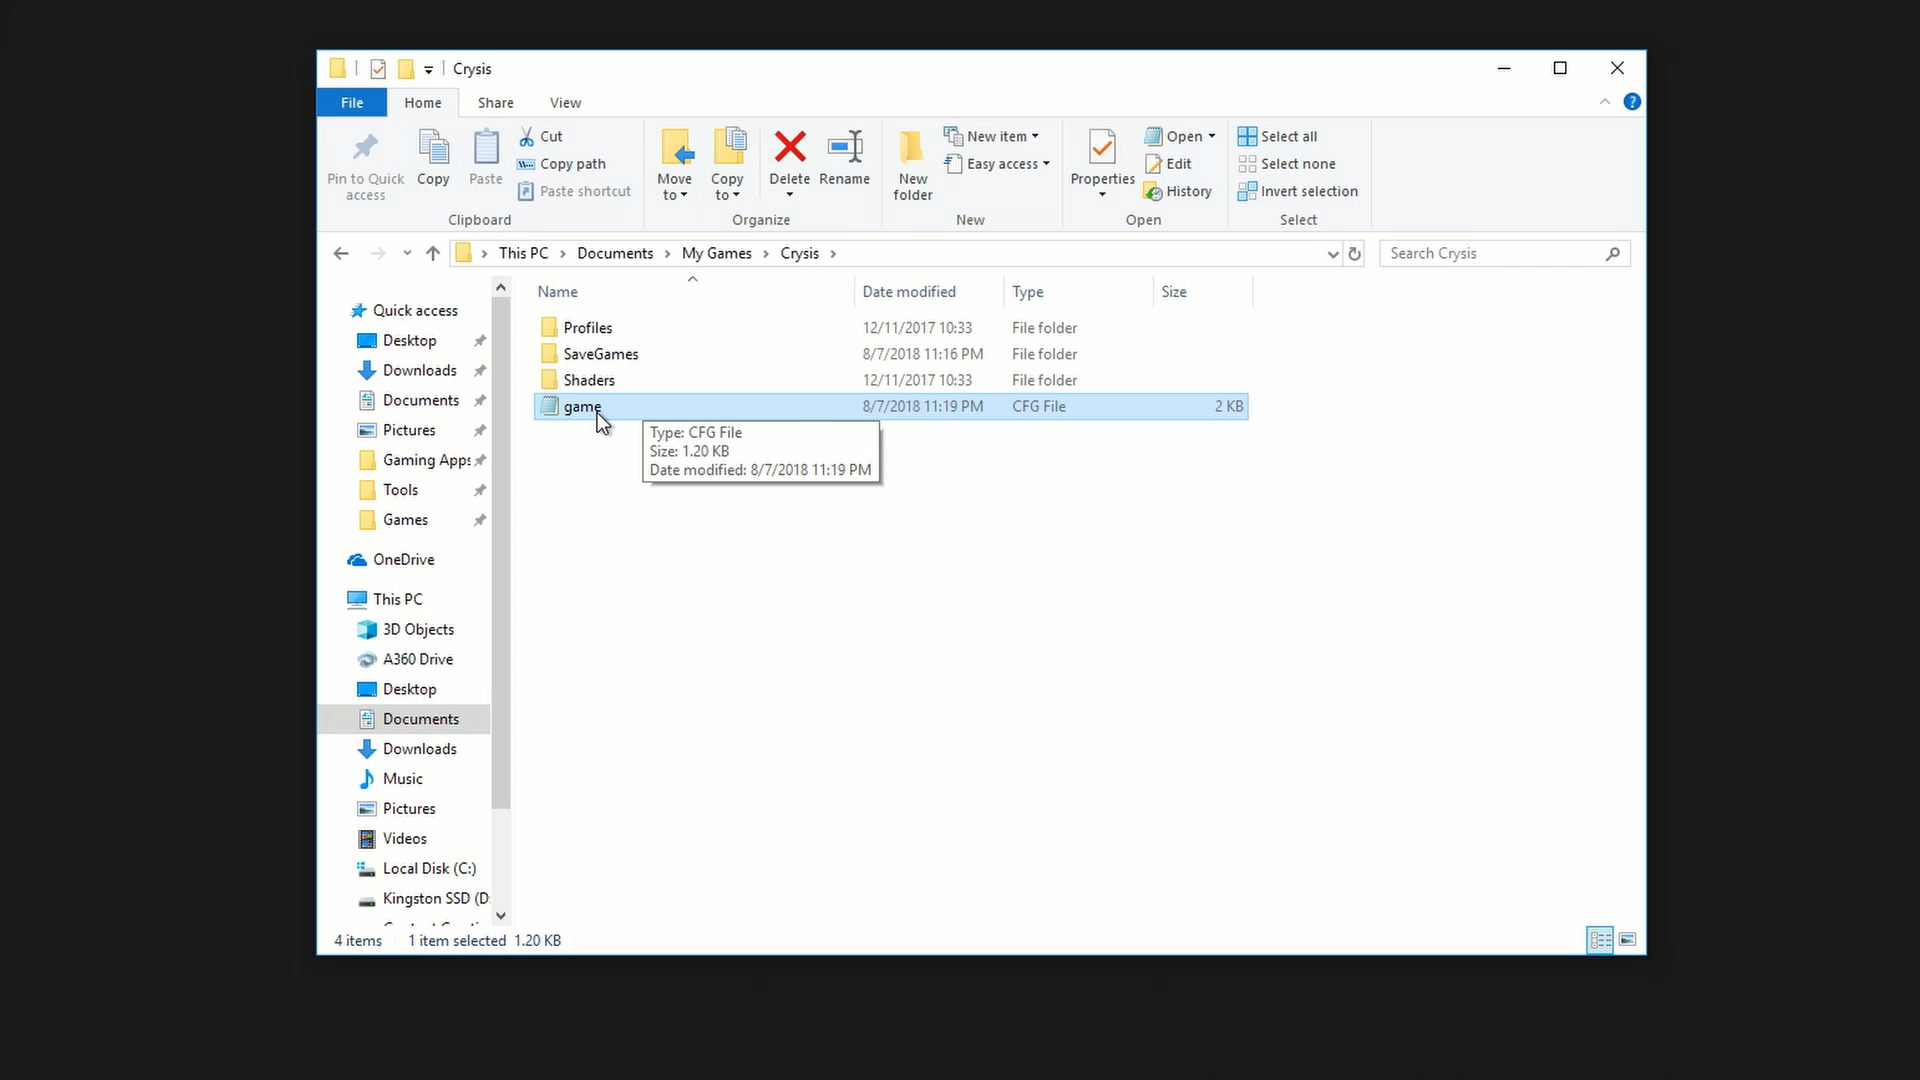 Crysis
File Home Share View
Pin to Quick access
Copy
Paste
Cut
Copy path
Paste shortcut
Clipboard
Move to
Copy to
Delete
Rename
Organize
New folder
New item
Easy access
New
Properties
Open
Edit
History
Open
Select all
Select none
Invert selection
Select
This PC > Documents > My Games > Crysis >
Search Crysis
Quick access
Desktop
Downloads
Documents
Pictures
Gaming Apps
Tools
Games
OneDrive
This PC
3D Objects
A360 Drive
Desktop
Documents
Downloads
Music
Pictures
Videos
Local Disk (C:)
Kingston SSD (D:
Name Date modified Type Size
Profiles 12/11/2017 10:33 File folder
SaveGames 8/7/2018 11:16 PM File folder
Shaders 12/11/2017 10:33 File folder
game 8/7/2018 11:19 PM CFG File 2 KB
Type: CFG File
Size: 1.20 KB
Date modified: 8/7/2018 11:19 PM
4 items 1 item selected 1.20 KB